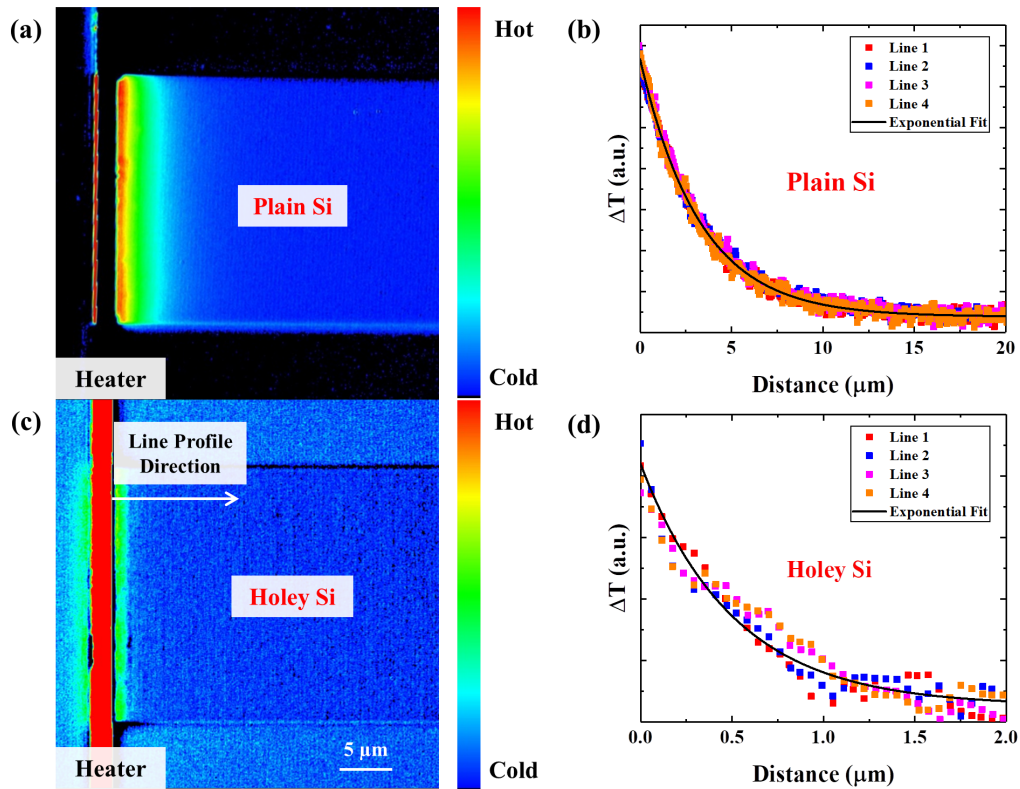 (a)
Hot
Plain Si
Heater
Cold
(b)
Line 1
Line 2
Line 3
Line 4
Exponential Fit
Plain Si
ΔT (a.u.)
0
5
10
15
20
Distance (μm)
(c)
Hot
Line Profile
Direction
Holey Si
5 μm
Heater
Cold
(d)
Line 1
Line 2
Line 3
Line 4
Exponential Fit
Holey Si
ΔT (a.u.)
0.0
0.5
1.0
1.5
2.0
Distance (μm)